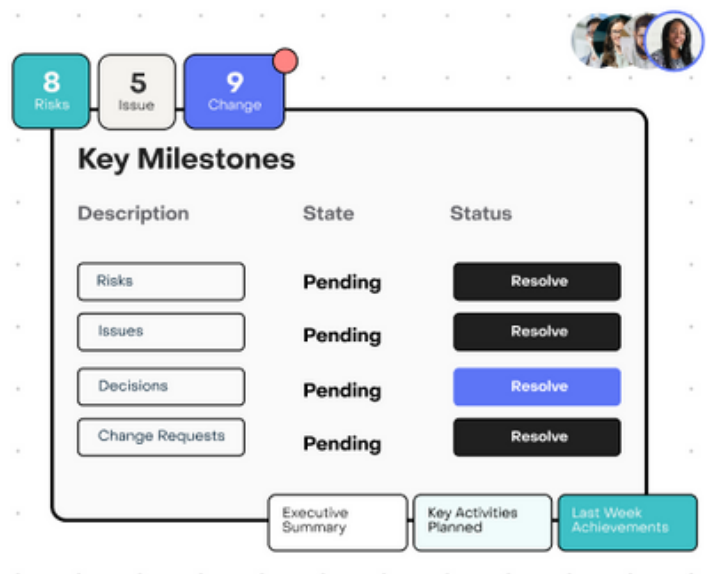 8
Risks
5
Issue
9
Change
Key Milestones
Description State Status
Risks Pending Resolve
Issues Pending Resolve
Decisions Pending Resolve
Change Requests Pending Resolve
Executive
Summary
Key Activities
Planned
Last Week
Achievements